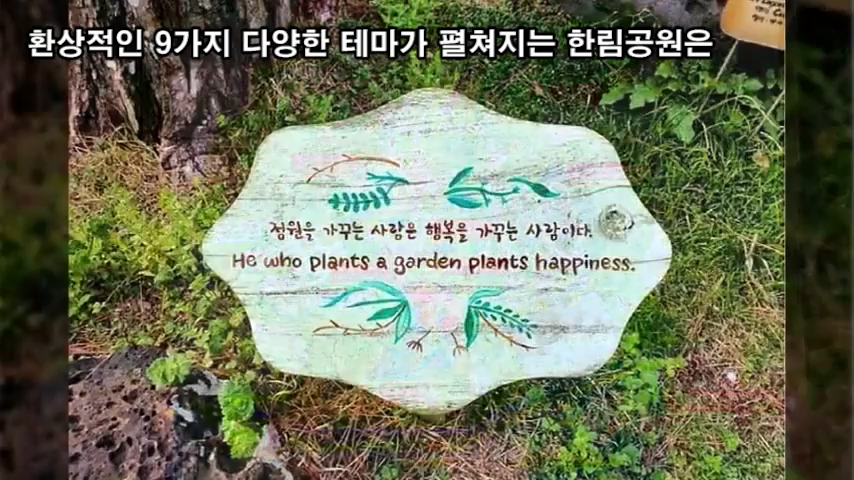 환상적인 9가지 다양한 테마가 펼쳐지는 한림공원은
정원을 가꾸는 사람은 행복을 가꾸는 사람이다.
He who plants a garden plants happiness.